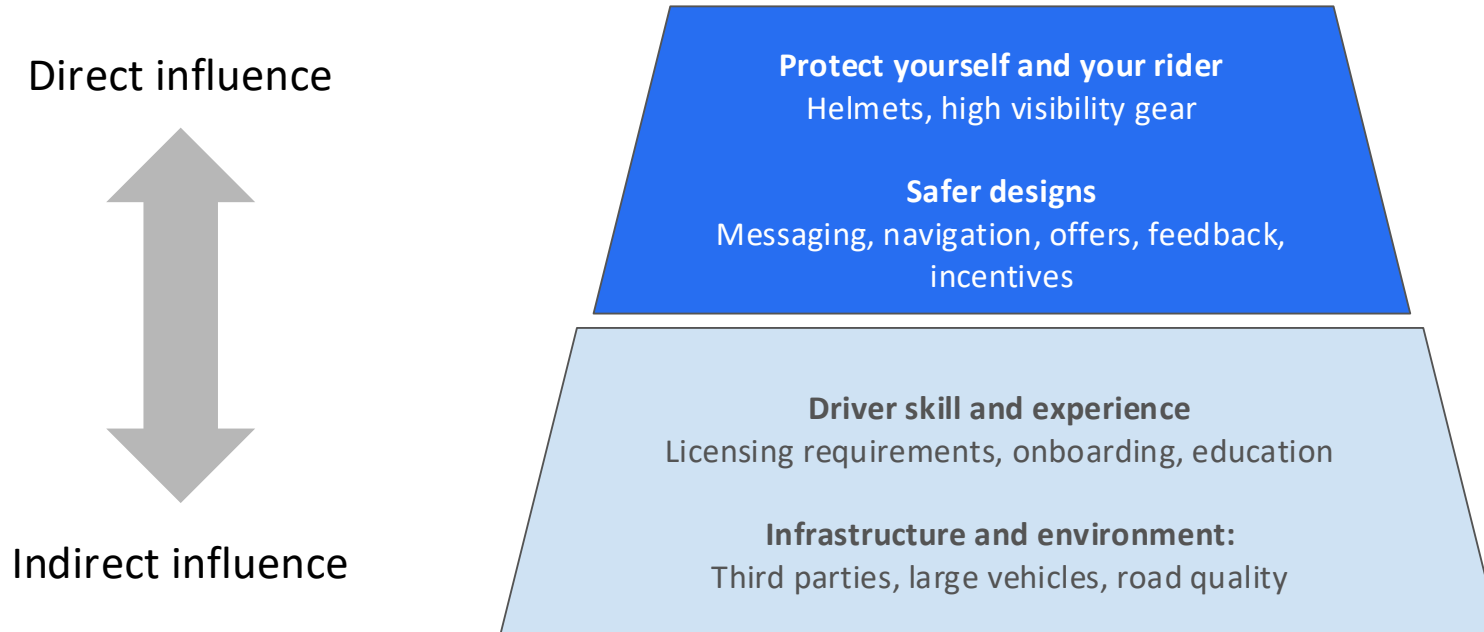 Direct influence
Indirect influence
Protect yourself and your rider
Helmets, high visibility gear
Safer designs
Messaging, navigation, offers, feedback,
incentives
Driver skill and experience
Licensing requirements, onboarding, education
Infrastructure and environment:
Third parties, large vehicles, road quality